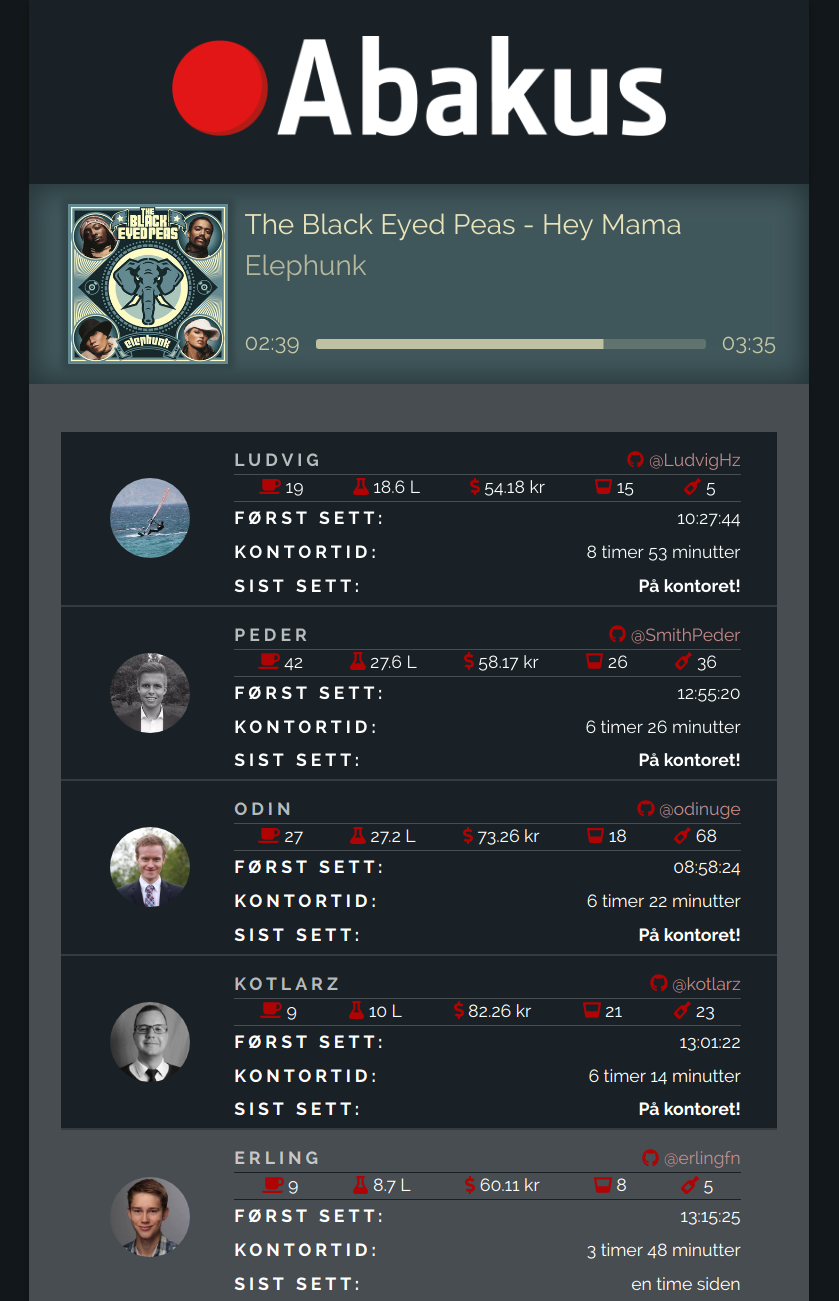 Abakus
THE
BLACK
EYED PEAS
elephunk
The Black Eyed Peas - Hey Mama
Elephunk
02:39 03:35
LUDVIG @LudvigHz
19 18.6 L $ 54.18 kr 15 5
FØRST SETT: 10:27:44
KONTORTID: 8 timer 53 minutter
SIST SETT: På kontoret!
PEDER @SmithPeder
42 27.6 L $ 58.17 kr 26 36
FØRST SETT: 12:55:20
KONTORTID: 6 timer 26 minutter
SIST SETT: På kontoret!
ODIN @odinuge
27 27.2 L $ 73.26 kr 18 68
FØRST SETT: 08:58:24
KONTORTID: 6 timer 22 minutter
SIST SETT: På kontoret!
KOTLARZ @kotlarz
9 10 L $ 82.26 kr 21 23
FØRST SETT: 13:01:22
KONTORTID: 6 timer 14 minutter
SIST SETT: På kontoret!
ERLING @erlingfn
9 8.7 L $ 60.11 kr 8 5
FØRST SETT: 13:15:25
KONTORTID: 3 timer 48 minutter
SIST SETT: en time siden